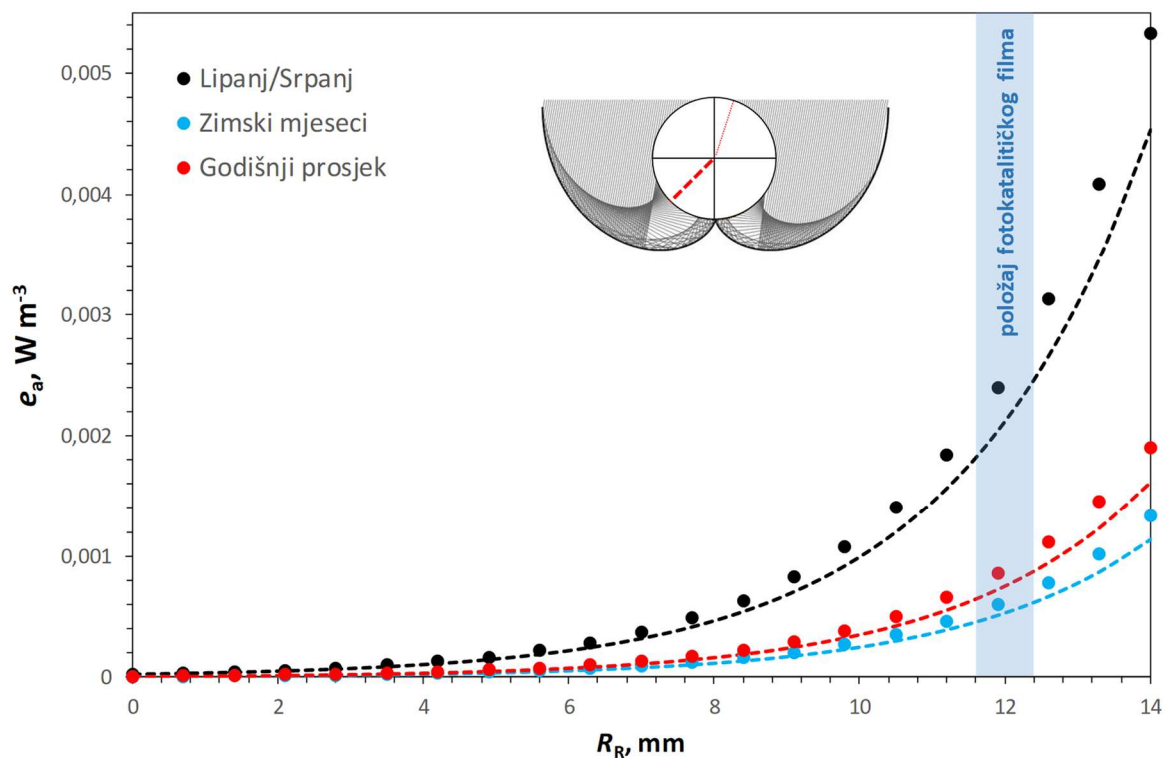 0,005
0,004
0,003
0,002
0,001
0
eₐ, W m⁻³
Lipanj/Srpanj
Zimski mjeseci
Godišnji prosjek
položaj fotokatalitičkog filma
0 2 4 6 8 10 12 14
R_R, mm